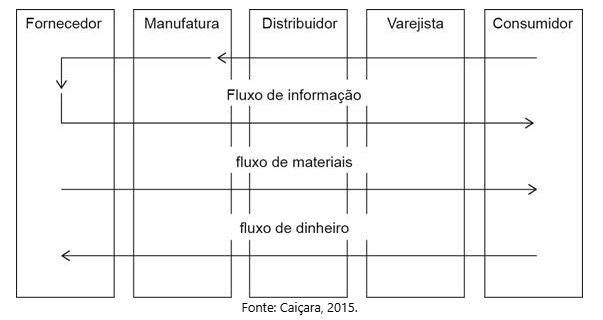 Fornecedor
Manufatura
Distribuidor
Varejista
Consumidor
Fluxo de informação
fluxo de materiais
fluxo de dinheiro
Fonte: Caiçara, 2015.